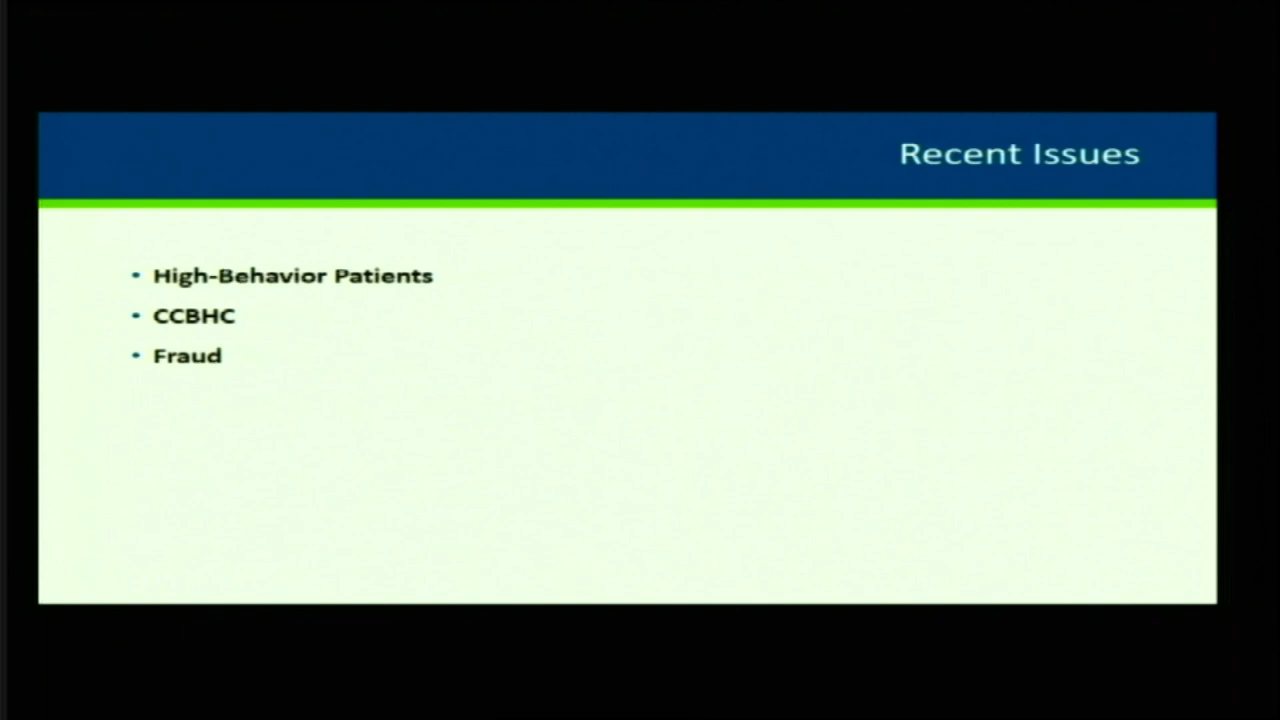 Recent Issues
• High-Behavior Patients
• CCBHC
• Fraud